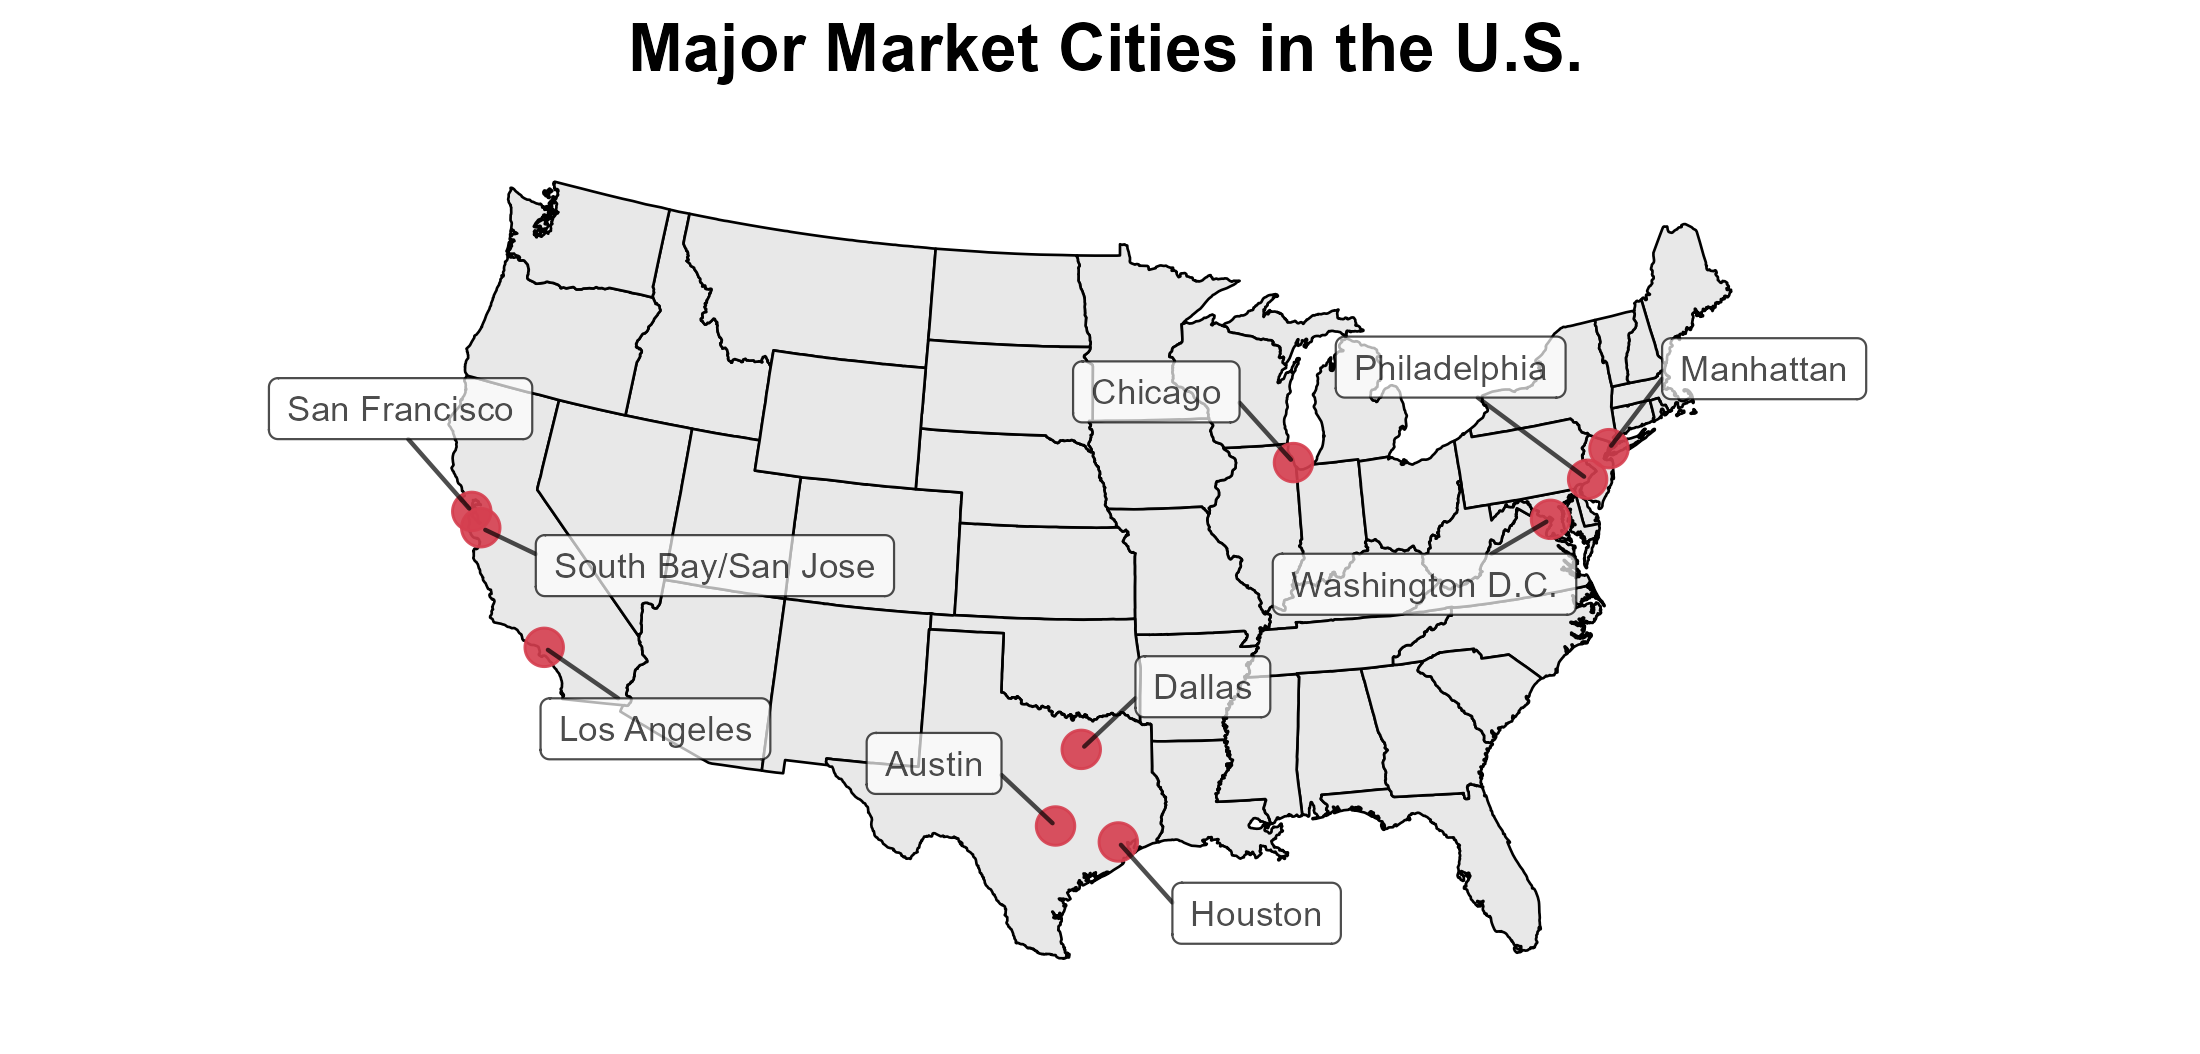 Major Market Cities in the U.S.
Philadelphia
Manhattan
Chicago
San Francisco
South Bay/San Jose
Washington D.C.
Dallas
Los Angeles
Austin
Houston